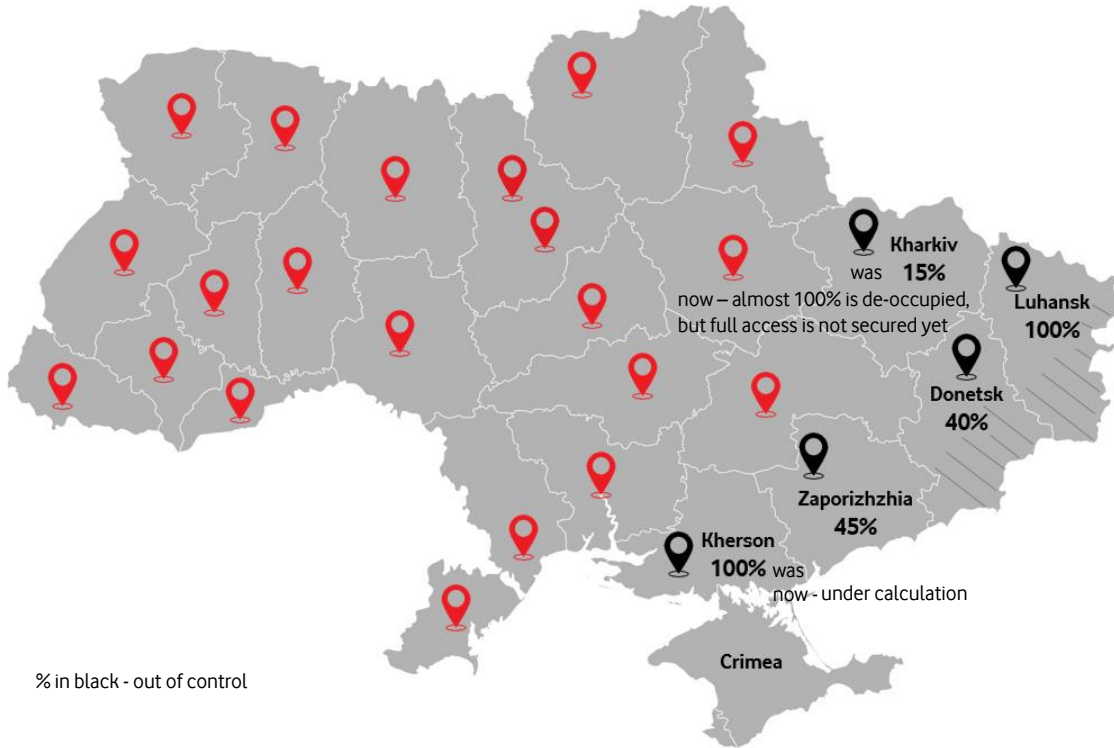 Kharkiv
was 15%
now – almost 100% is de-occupied,
but full access is not secured yet
Luhansk
100%
Donetsk
40%
Zaporizhzhia
45%
Kherson
100% was
now - under calculation
Crimea
% in black - out of control